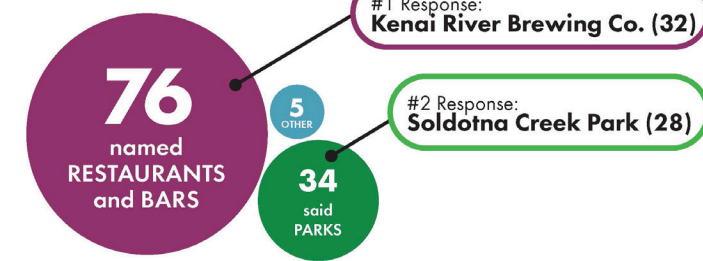 #1 Response:
Kenai River Brewing Co. (32)
76
named
RESTAURANTS
and BARS
5
OTHER
#2 Response:
Soldotna Creek Park (28)
34
said
PARKS